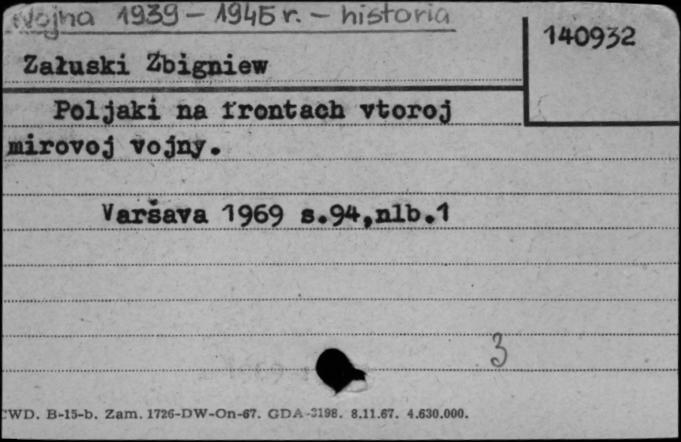 Wojna 1939 - 1945 r. - historia
140932
Załuski Zbigniew
Poljaki na frontach vtoroj
mirovoj vojny.
Varšava 1969 s.94,nlb.1
3
CWD. B-15-b. Zam. 1726-DW-On-67. GDA-3198. 8.11.67. 4.630.000.